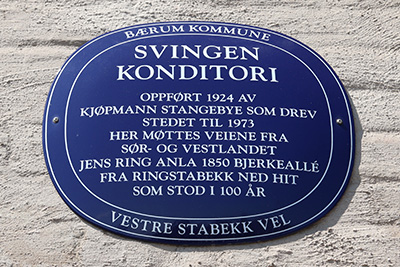 BÆRUM KOMMUNE
SVINGEN
KONDITORI
OPPFØRT 1924 AV
KJØPMANN STANGEBYE SOM DREV
STEDET TIL 1973
HER MØTTES VEIENE FRA
SØR- OG VESTLANDET
JENS RING ANLA 1850 BJERKEALLÉ
FRA RINGSTABEKK NED HIT
SOM STOD I 100 ÅR
VESTRE STABEKK VEL